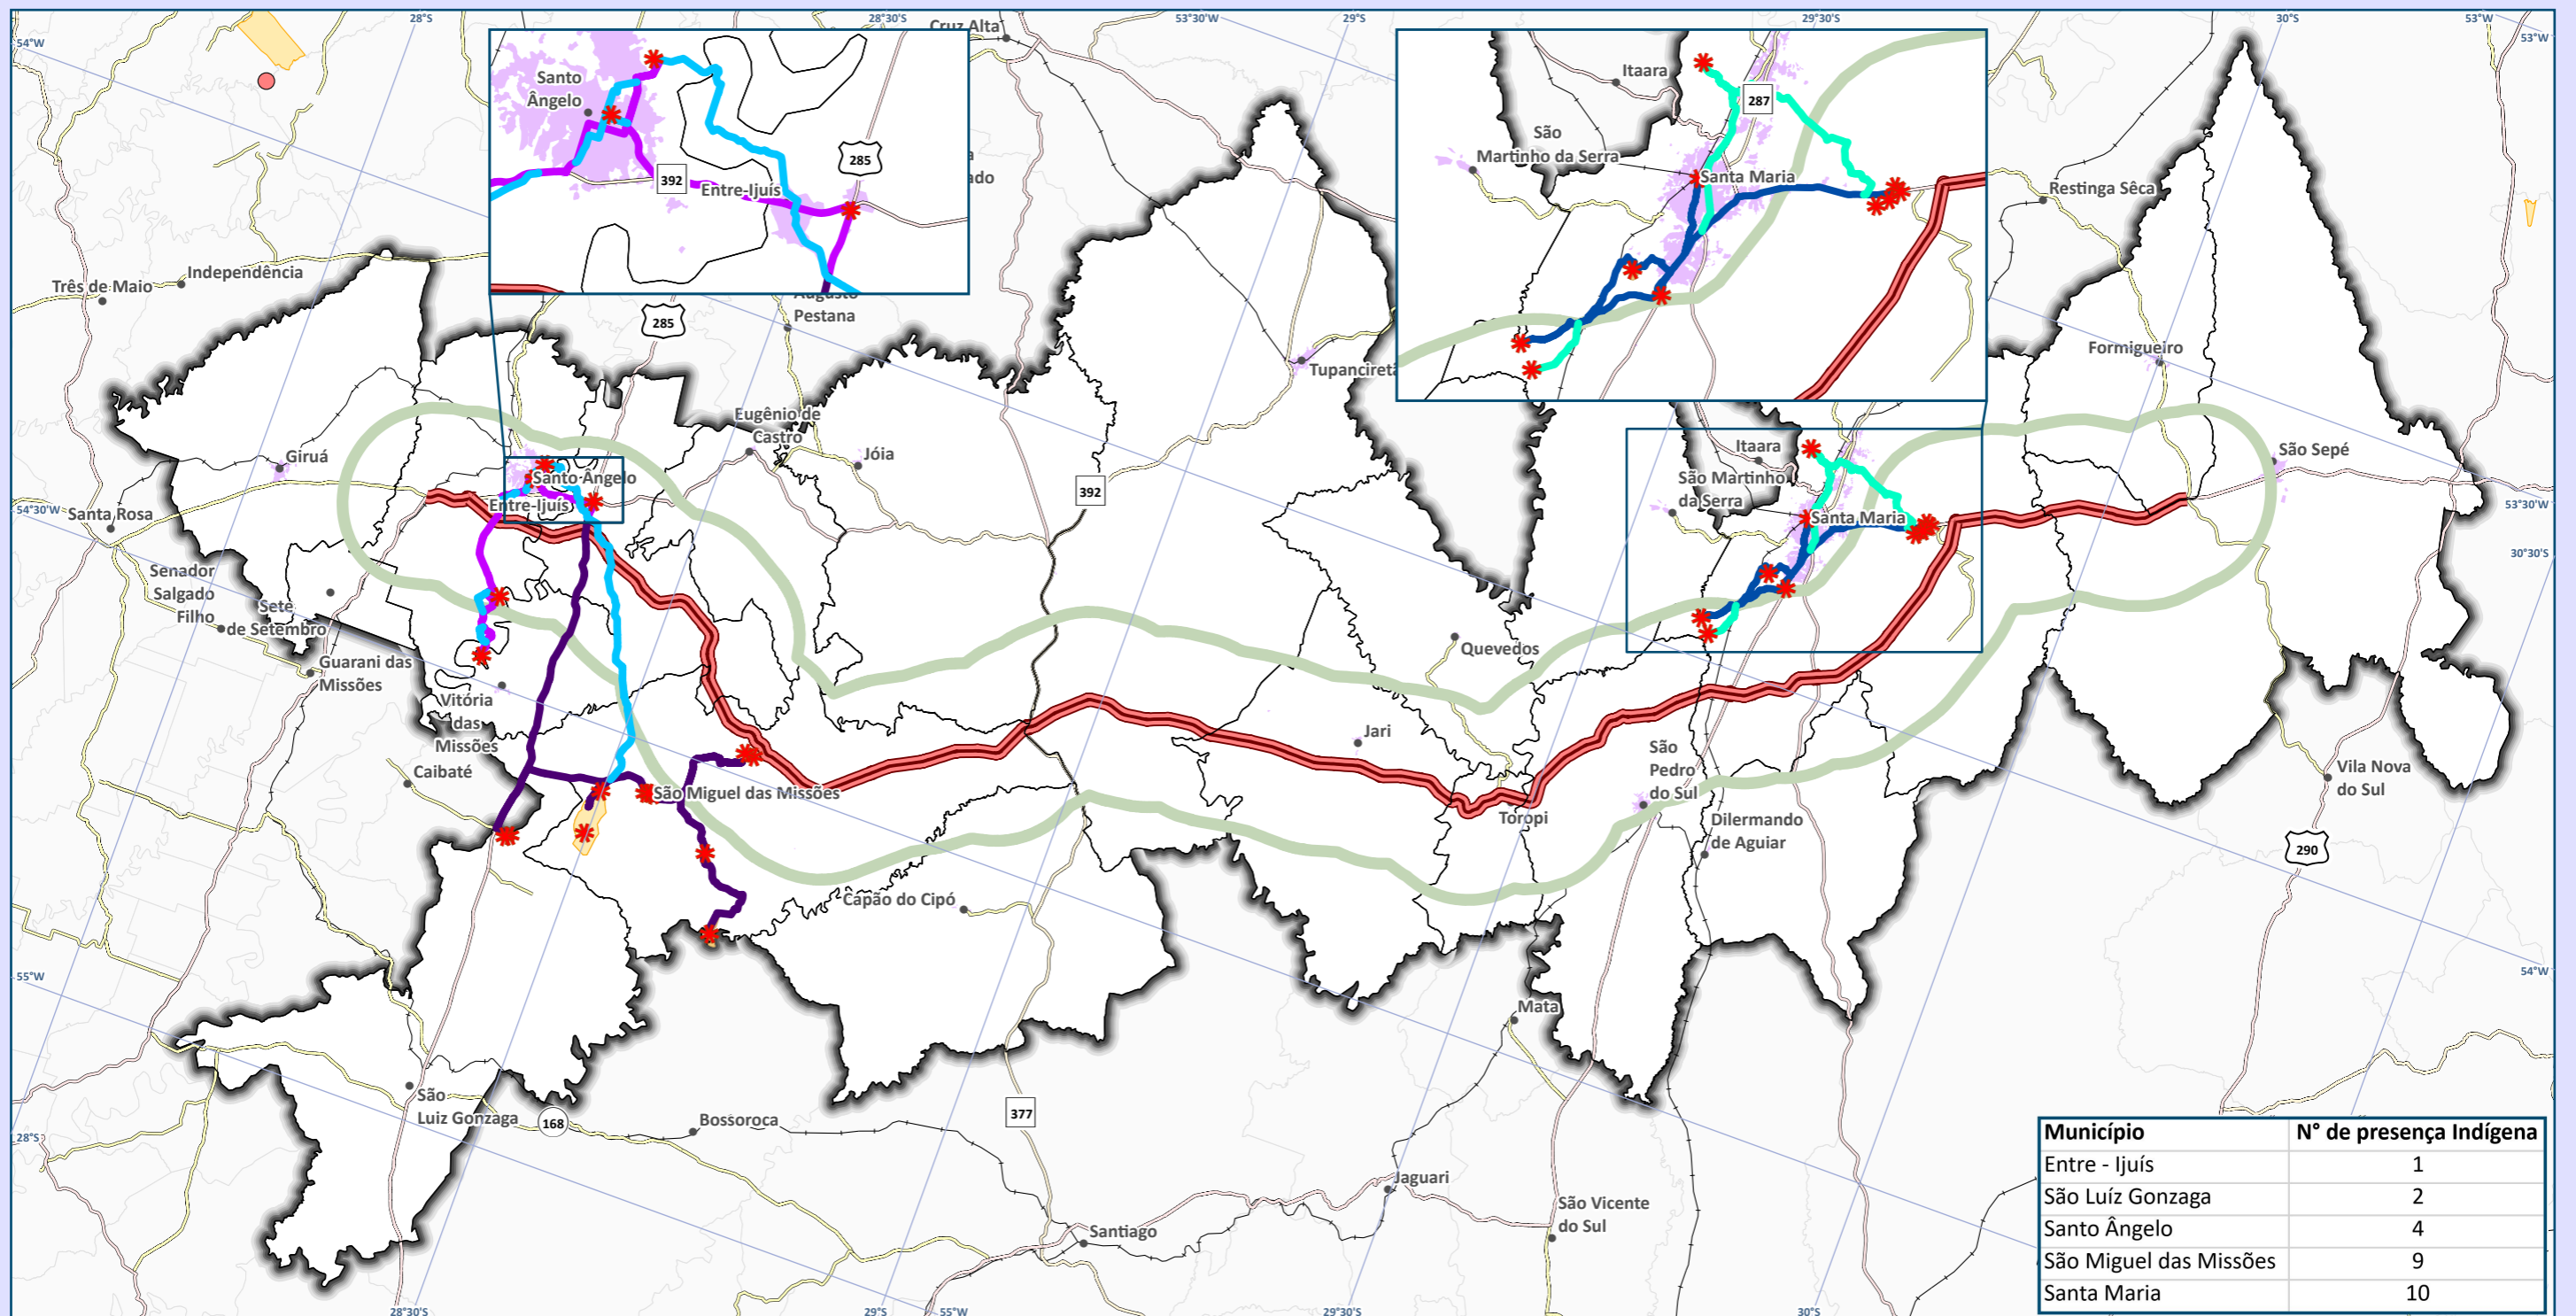 28°S
28°30'S
53°30'W
29°S
29°30'S
30°S
53°W
54°W
53°W
Cruz Alta
Santo
Ângelo
285
392
Entre-Ijuís
ado
Itaara
287
São
Martinho da Serra
Santa Maria
Restinga Sêca
Três de Maio
Independência
285
Augusto
Pestana
Formigueiro
Tupanciretã
Eugênio de
Castro
Jóia
Giruá
Santo Ângelo
Entre-Ijuís
392
Itaara
São Martinho
da Serra
Santa Maria
São Sepé
54°30'W
Santa Rosa
53°30'W
30°30'S
Senador
Salgado
Filho
Sete
de Setembro
Guarani das
Missões
Vitória
das
Missões
Caibaté
Quevedos
Jari
São
Pedro
do Sul
São Miguel das Missões
Toropi
Dilermando
de Aguiar
Vila Nova
do Sul
290
Capão do Cipó
55°W
54°W
Mata
São
Luiz Gonzaga
168
Bossoroca
377
28°S
Jaguari
São Vicente
do Sul
Santiago
28°30'S
29°S
55°W
29°30'S
30°S
Município N° de presença Indígena
Entre - Ijuís 1
São Luíz Gonzaga 2
Santo Ângelo 4
São Miguel das Missões 9
Santa Maria 10